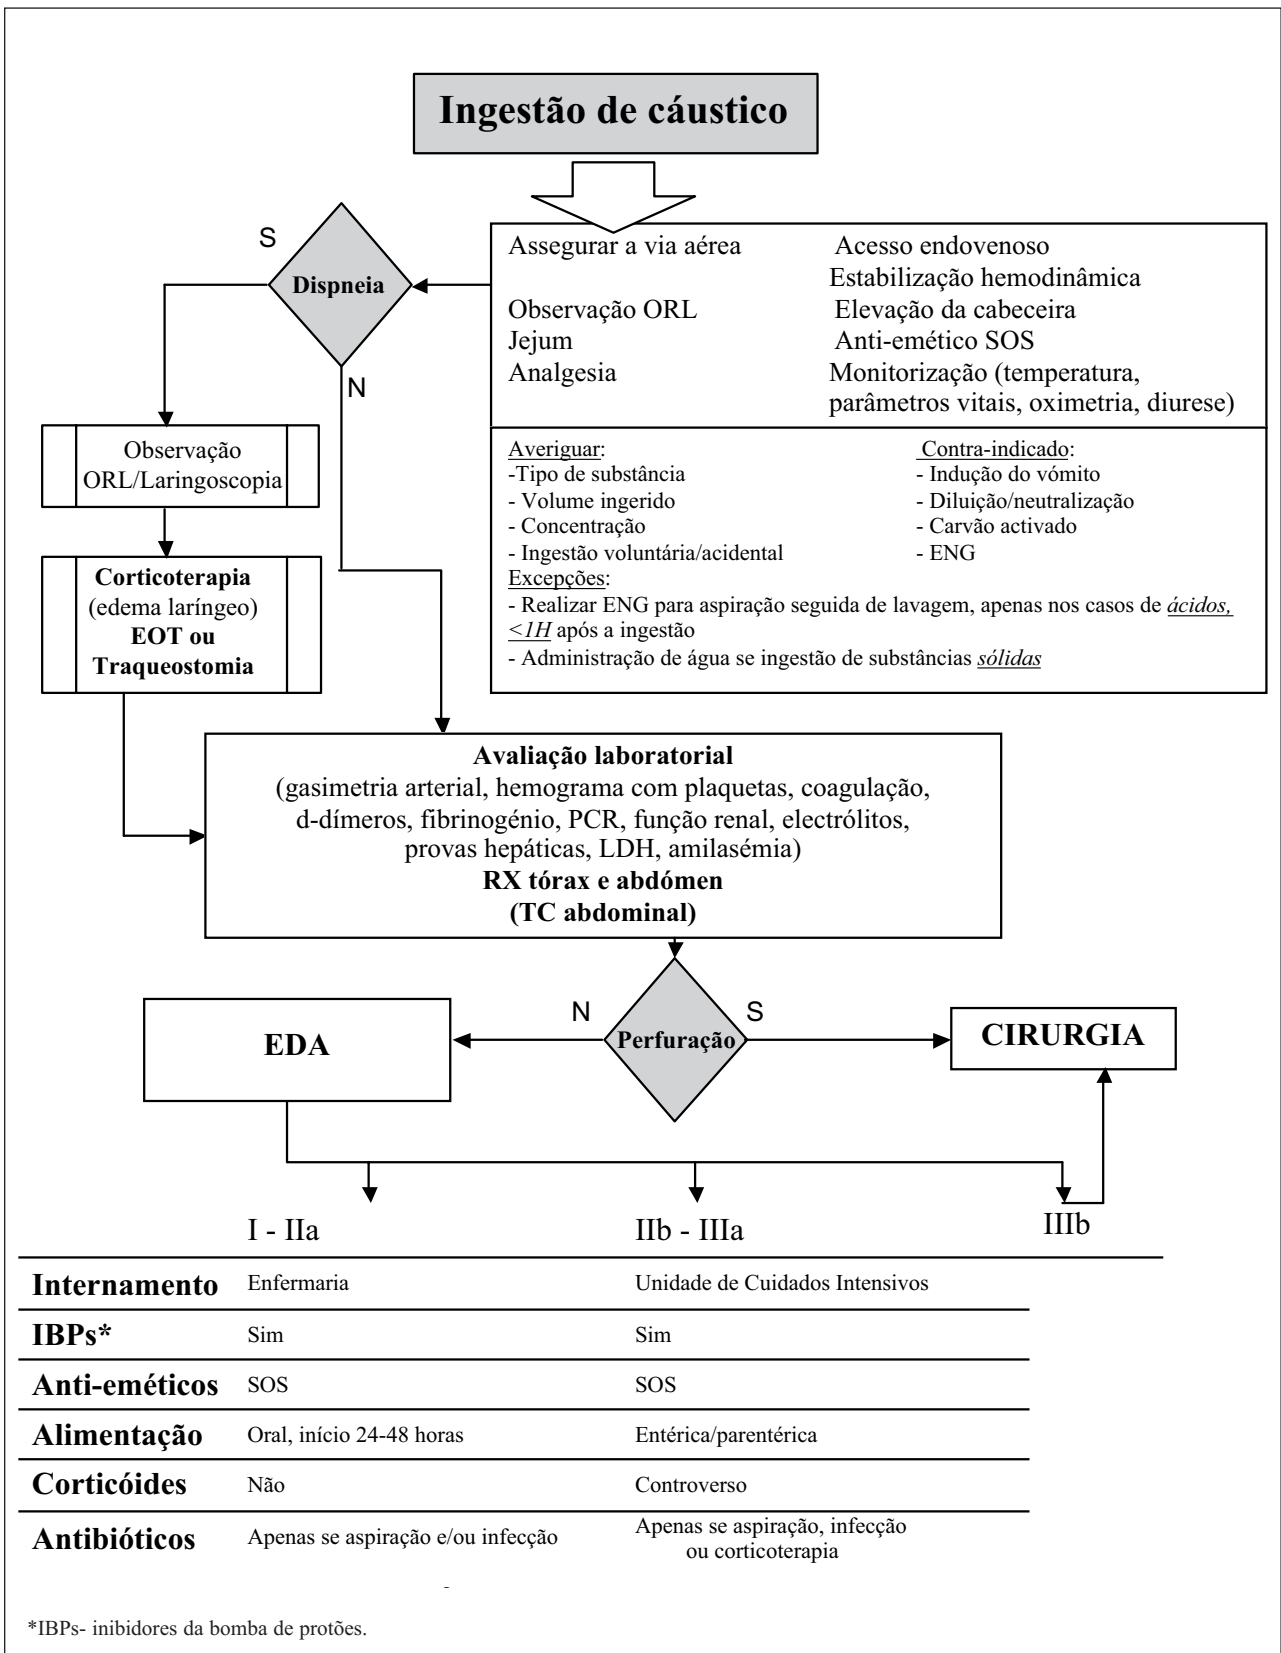 Ingestão de cáustico
Assegurar a via aérea
Acesso endovenoso
Estabilização hemodinâmica
Observação ORL
Elevação da cabeceira
Jejum
Anti-emético SOS
Analgesia
Monitorização (temperatura,
parâmetros vitais, oximetria, diurese)
Averiguar:
-Tipo de substância
- Volume ingerido
- Concentração
- Ingestão voluntária/acidental
Contra-indicado:
- Indução do vómito
- Diluição/neutralização
- Carvão activado
- ENG
Excepções:
- Realizar ENG para aspiração seguida de lavagem, apenas nos casos de ácidos,
<1H após a ingestão
- Administração de água se ingestão de substâncias sólidas
S
Dispneia
N
Observação
ORL/Laringoscopia
Corticoterapia
(edema laríngeo)
EOT ou
Traqueostomia
Avaliação laboratorial
(gasimetria arterial, hemograma com plaquetas, coagulação,
d-dímeros, fibrinogénio, PCR, função renal, electrólitos,
provas hepáticas, LDH, amilasémia)
RX tórax e abdómen
(TC abdominal)
N
Perfuração
S
EDA
CIRURGIA
I - IIa
IIb - IIIa
IIIb
Internamento
Enfermaria
Unidade de Cuidados Intensivos
IBPs*
Sim
Sim
Anti-eméticos
SOS
SOS
Alimentação
Oral, início 24-48 horas
Entérica/parentérica
Corticóides
Não
Controverso
Antibióticos
Apenas se aspiração e/ou infecção
Apenas se aspiração, infecção
ou corticoterapia
*IBPs- inibidores da bomba de protões.